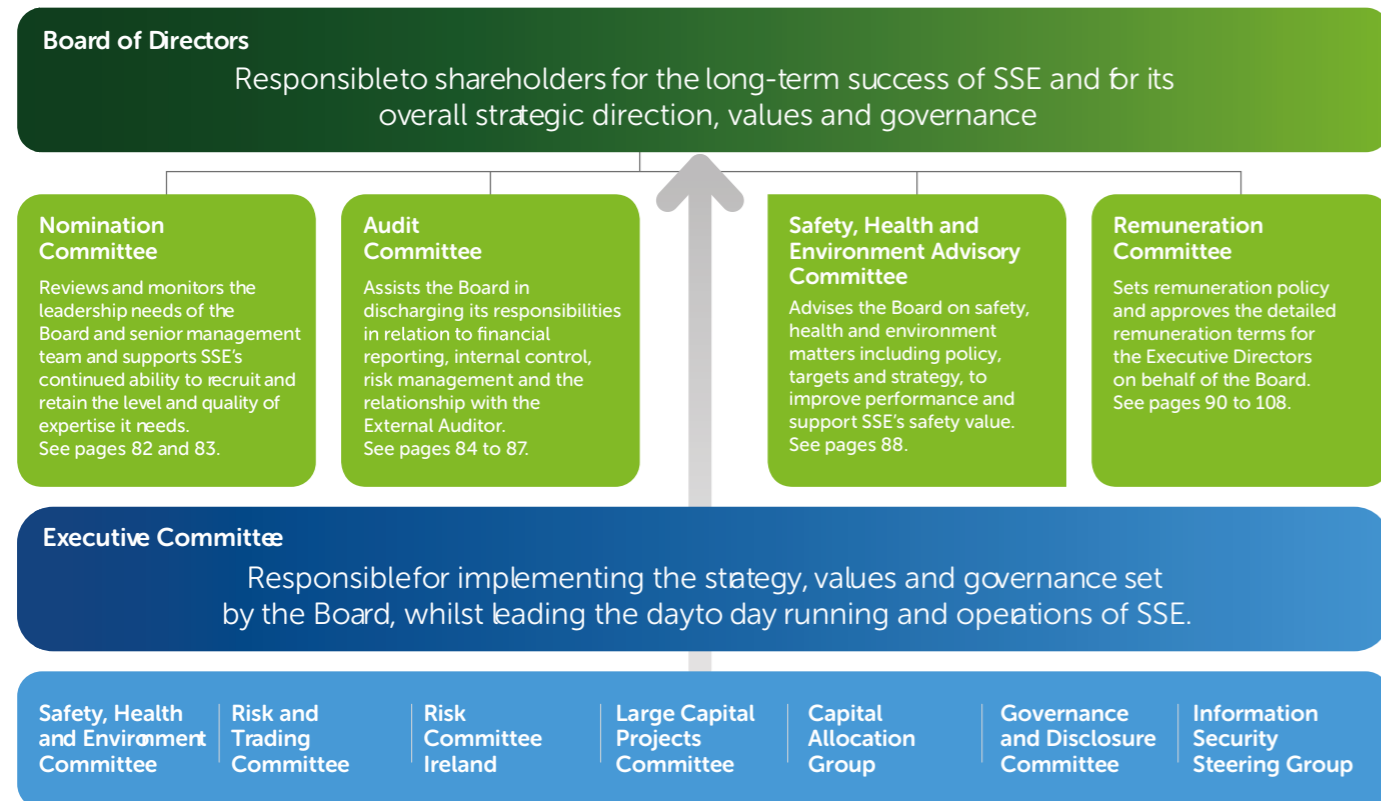 Board of Directors
Responsibleto shareholders for the long-term success of SSE and for its
overall strategic direction, values and governance
Nomination
Committee
Reviews and monitors the
leadership needs of the
Board and senior management
team and supports SSE's
continued ability to recruit and
retain the level and quality of
expertise it needs.
See pages 82 and 83.
Audit
Committee
Assists the Board in
discharging its responsibilities
in relation to financial
reporting, internal control,
risk management and the
relationship with the
External Auditor.
See pages 84 to 87.
Safety, Health and
Environment Advisory
Committee
Advises the Board on safety,
health and environment
matters including policy,
targets and strategy, to
improve performance and
support SSE's safety value.
See pages 88.
Remuneration
Committee
Sets remuneration policy
and approves the detailed
remuneration terms for
the Executive Directors
on behalf of the Board.
See pages 90 to 108.
Executive Committee
Responsiblefor implementing the strategy, values and governance set
by the Board, whilst leading the dayto day running and operations of SSE.
Safety, Health
and Environment
Committee
Risk and
Trading
Committee
Risk
Committee
Ireland
Large Capital
Projects
Committee
Capital
Allocation
Group
Governance
and Disclosure
Committee
Information
Security
Steering Group